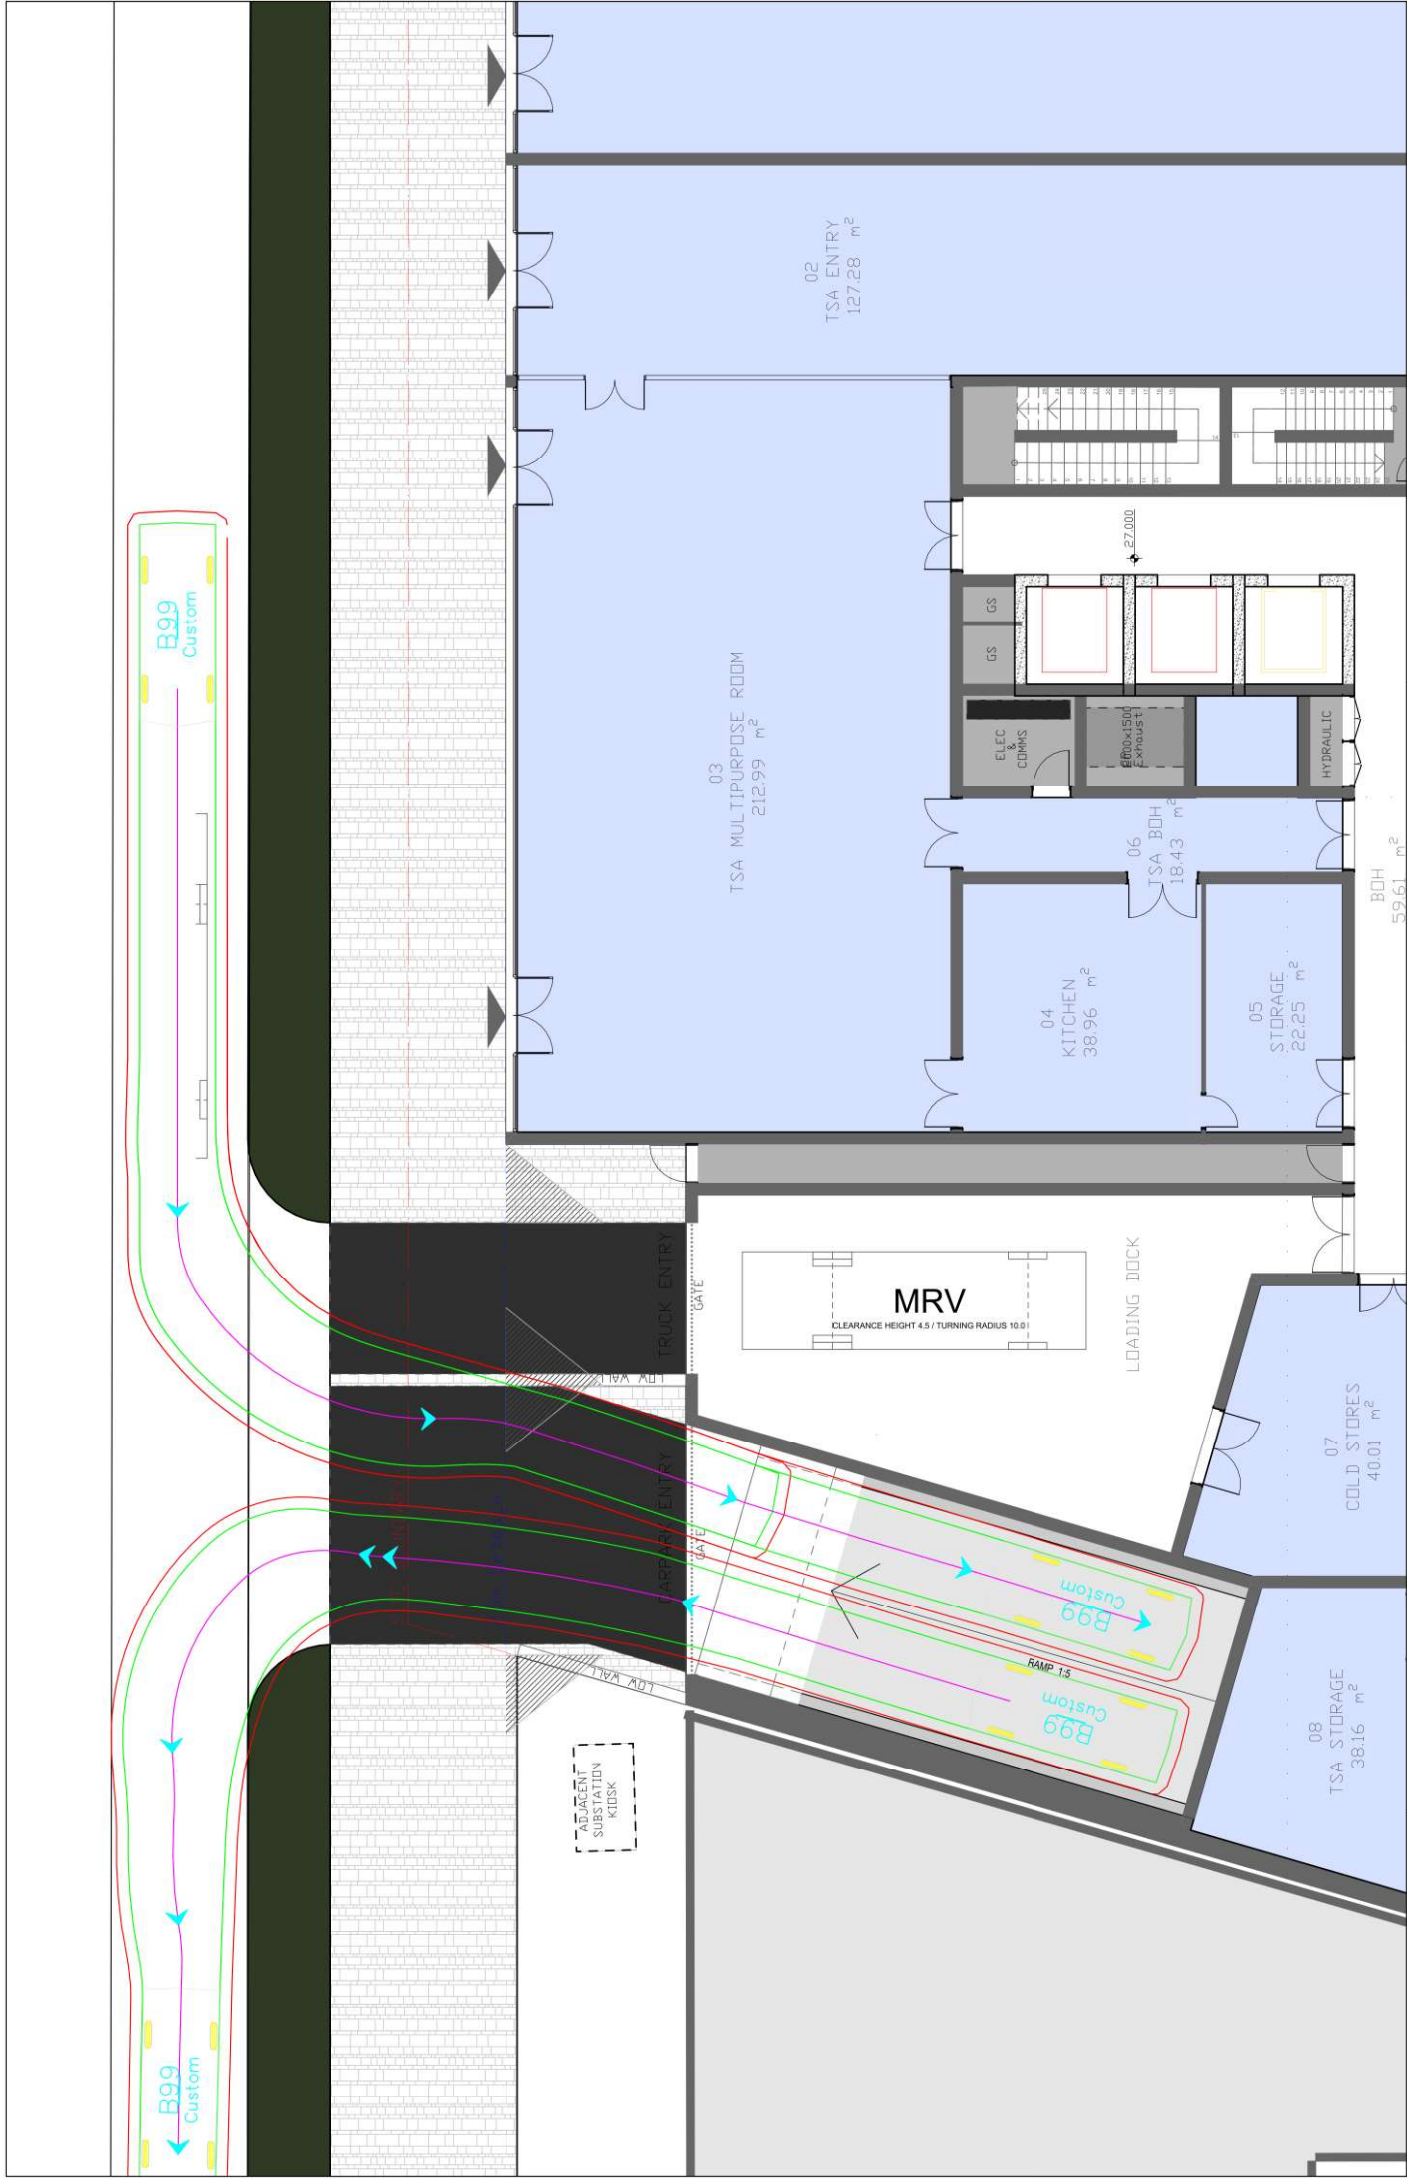 02
TSA ENTRY
127.28 m²
27.000
B99
Custom
03
TSA MULTIPURPOSE ROOM
212.99 m²
GS
GS
ELEC
&
COMMS
Exhaust
HYDRAULIC
06
TSA BOH
18.43 m²
BOH
59.61 m²
04
KITCHEN
38.96 m²
05
STORAGE
22.25 m²
TRUCK ENTRY
GATE
MRV
CLEARANCE HEIGHT 4.5 / TURNING RADIUS 10.0
LOADING DOCK
LOW WALL
CARPARK ENTRY
GATE
07
COLD STORES
40.01 m²
B99
Custom
RAMP 1:5
B99
Custom
LOW WALL
08
TSA STORAGE
38.16 m²
ADJACENT
SUBSTATION
KIOSK
B99
Custom